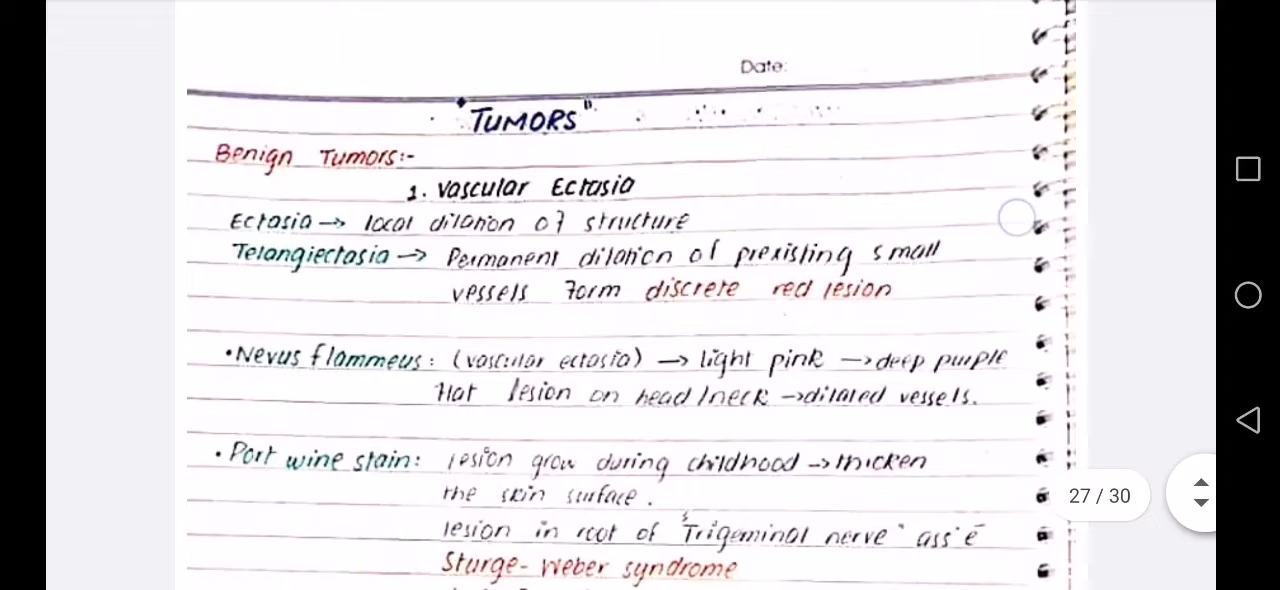 Date:
"TUMORS"
Benign Tumors:-
1. Vascular Ectasia
Ectasia → local dilation of structure
Telangiectasia → Permanent dilation of prexisting small
vessels form discrete red lesion
•Nevus flammeus: (vascular ectasia) → light pink → deep purple
flat lesion on head/neck → dilated vessels.
•Port wine stain: lesion grow during childhood → thicken
the skin surface.
lesion in root of "Trigeminal nerve" ass ē
Sturge-Weber syndrome
27 / 30